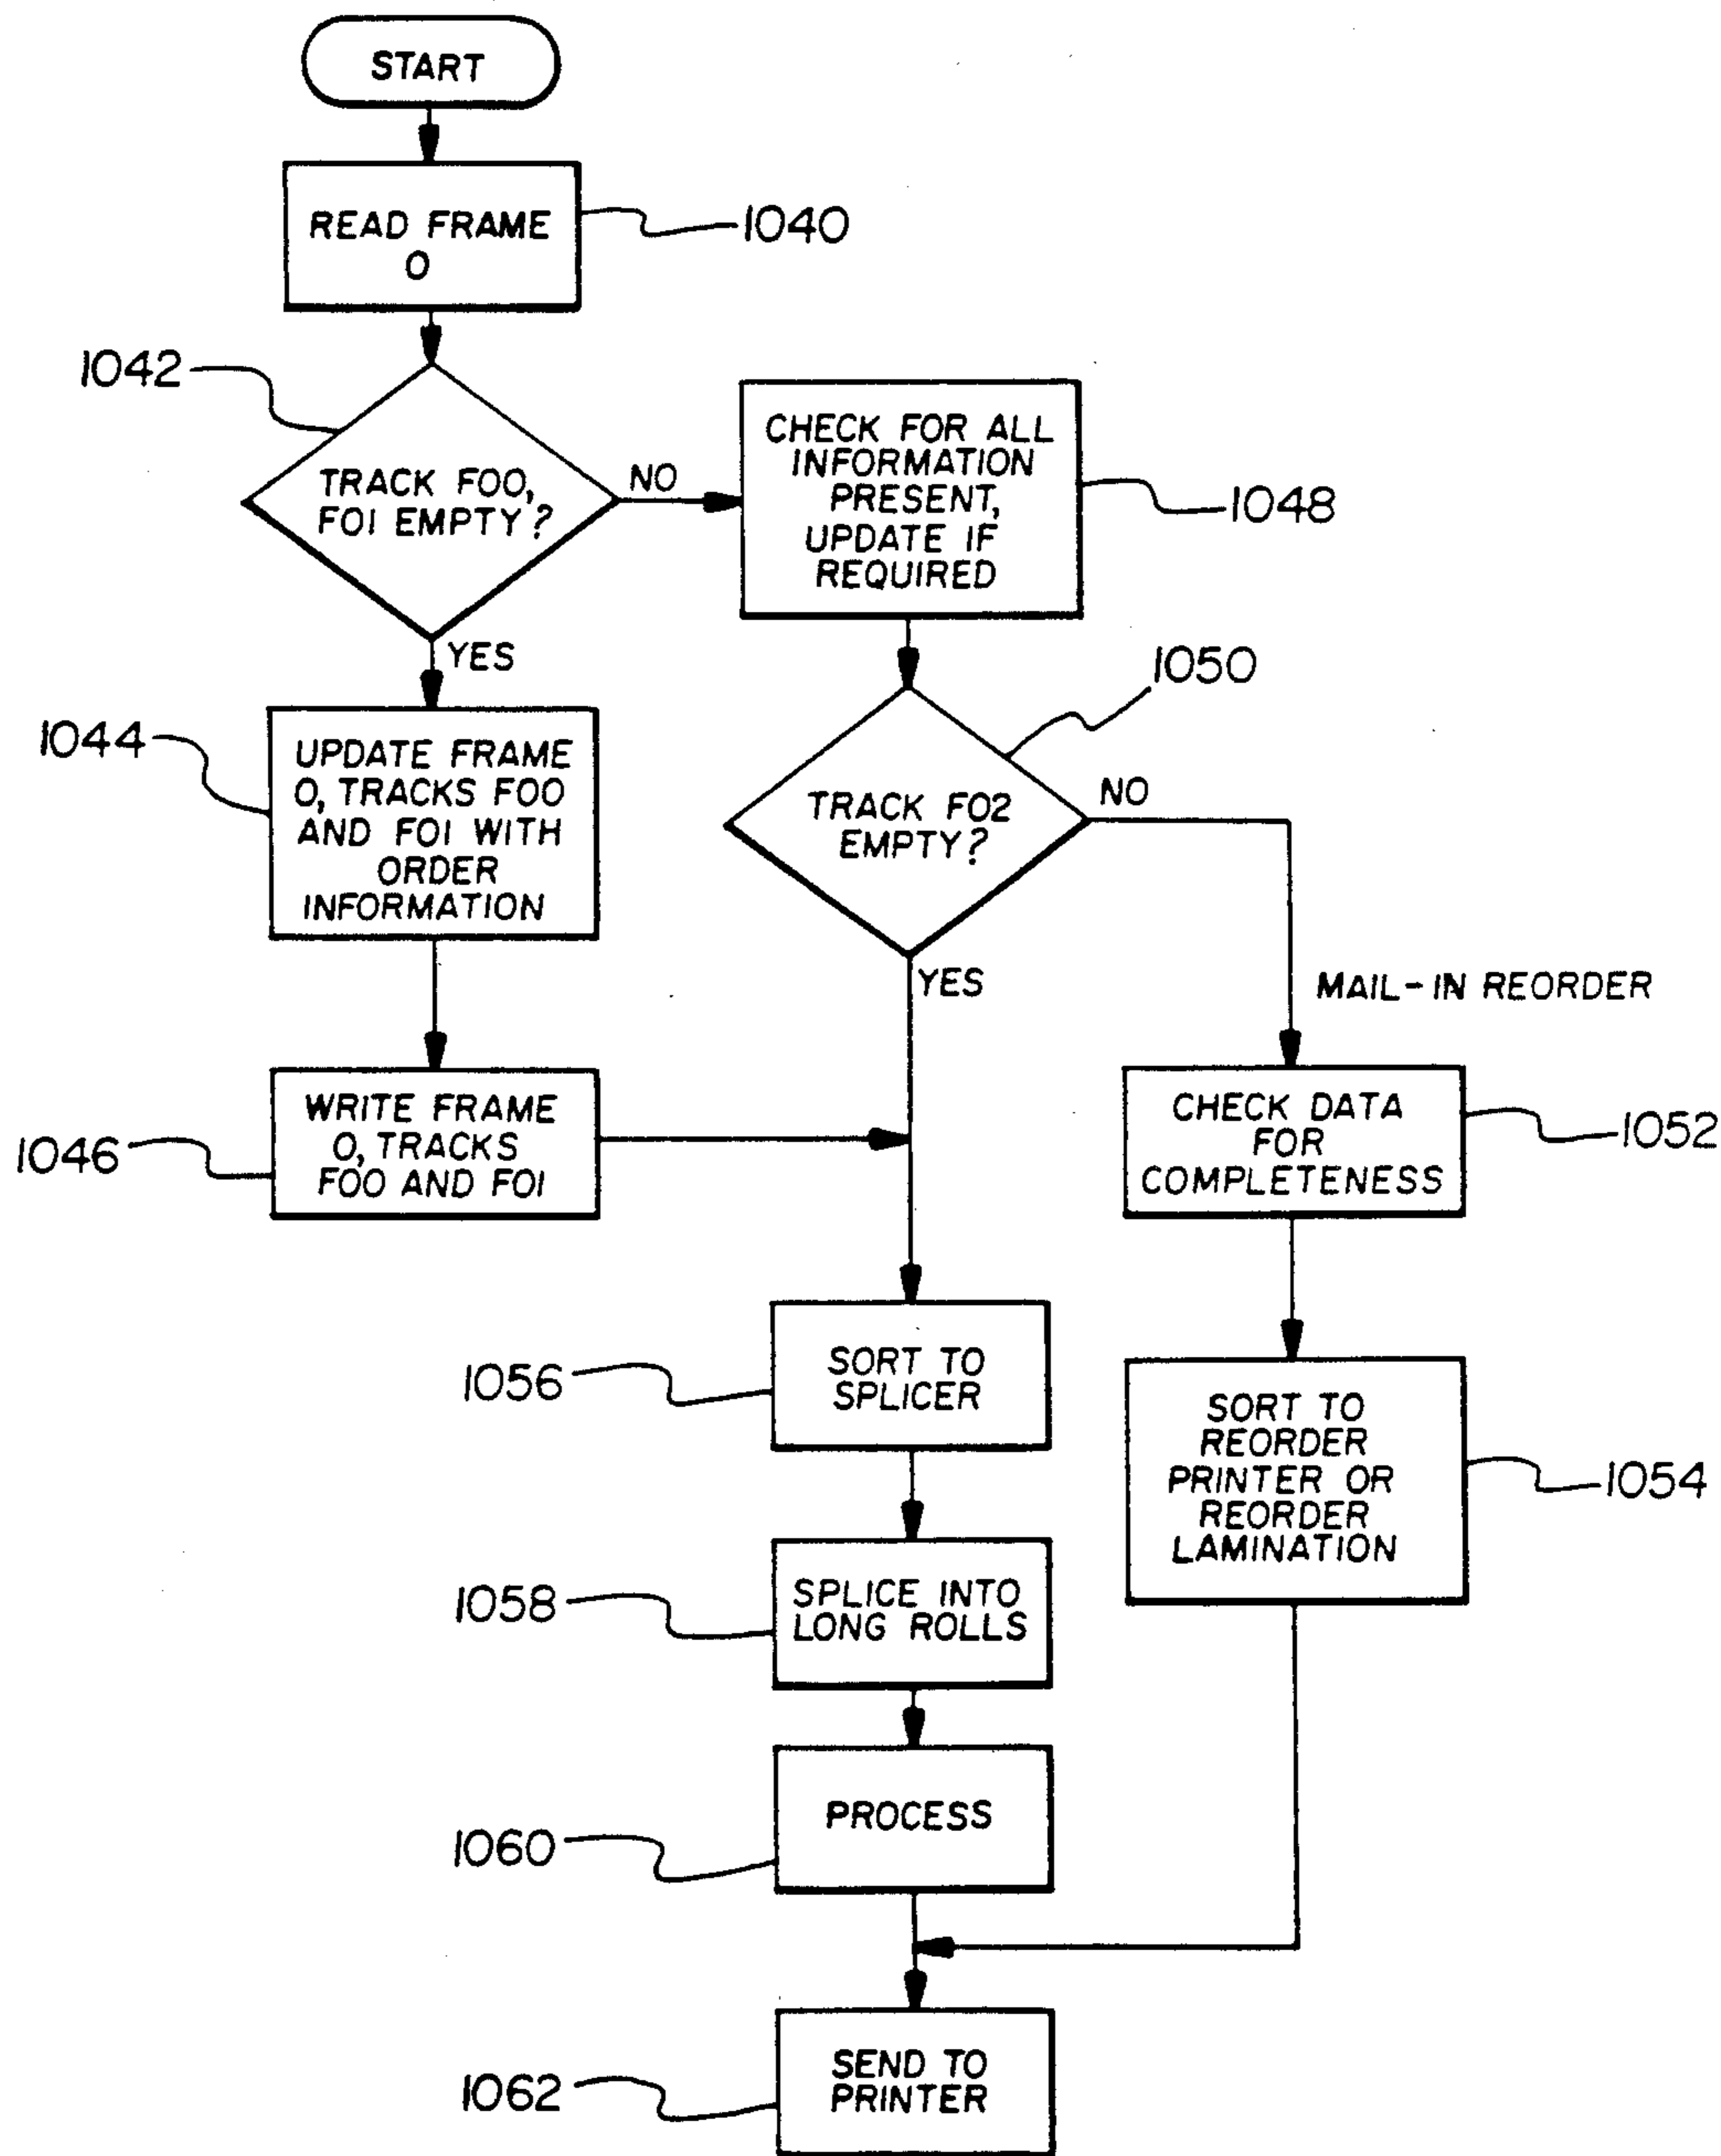 START
READ FRAME
0
1040
1042
TRACK F00,
F01 EMPTY?
NO
YES
CHECK FOR ALL
INFORMATION
PRESENT,
UPDATE IF
REQUIRED
1048
1044
UPDATE FRAME
0, TRACKS F00
AND F01 WITH
ORDER
INFORMATION
1050
TRACK F02
EMPTY?
NO
YES
MAIL-IN REORDER
1046
WRITE FRAME
0, TRACKS
F00 AND F01
CHECK DATA
FOR
COMPLETENESS
1052
1056
SORT TO
SPLICER
SORT TO
REORDER
PRINTER OR
REORDER
LAMINATION
1054
1058
SPLICE INTO
LONG ROLLS
1060
PROCESS
1062
SEND TO
PRINTER